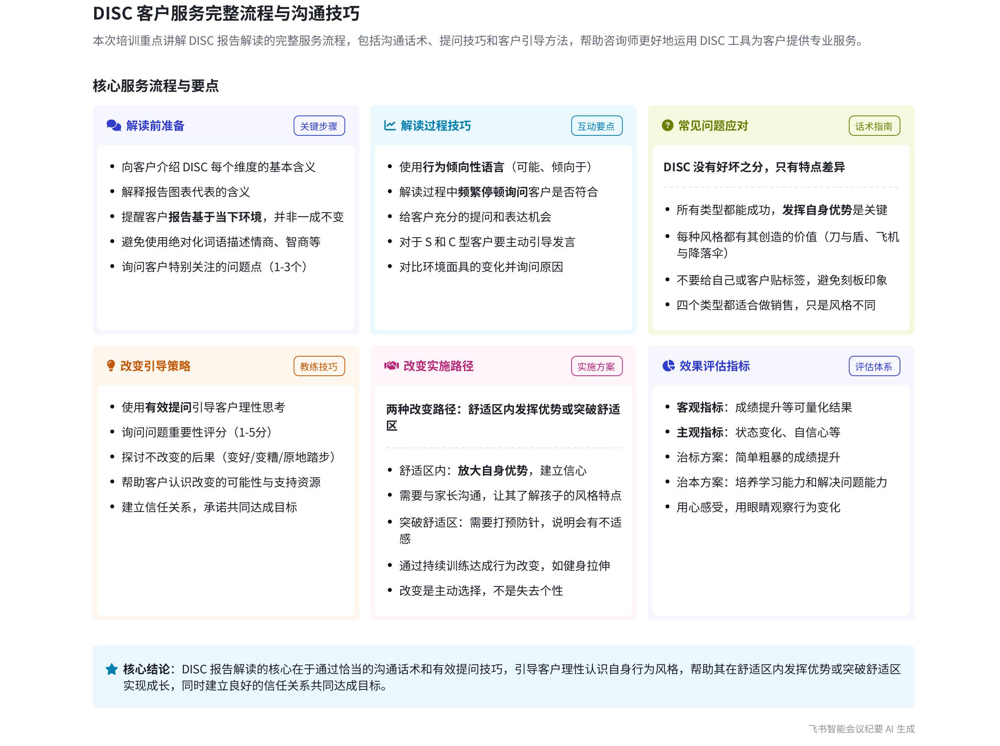 DISC 客户服务完整流程与沟通技巧
本次培训重点讲解 DISC 报告解读的完整服务流程，包括沟通话术、提问技巧和客户引导方法，帮助咨询师更好地运用 DISC 工具为客户提供专业服务。
核心服务流程与要点
解读前准备
关键步骤
向客户介绍 DISC 每个维度的基本含义
解释报告图表代表的含义
提醒客户报告基于当下环境，并非一成不变
避免使用绝对化词语描述情商、智商等
询问客户特别关注的问题点（1-3个）
解读过程技巧
互动要点
使用行为倾向性语言（可能、倾向于）
解读过程中频繁停顿询问客户是否符合
给客户充分的提问和表达机会
对于 S 和 C 型客户要主动引导发言
对比环境面具的变化并询问原因
常见问题应对
话术指南
DISC 没有好坏之分，只有特点差异
所有类型都能成功，发挥自身优势是关键
每种风格都有其创造的价值（刀与盾、飞机
与降落伞）
不要给自己或客户贴标签，避免刻板印象
四个类型都适合做销售，只是风格不同
改变引导策略
教练技巧
使用有效提问引导客户理性思考
询问问题重要性评分（1-5分）
探讨不改变的后果（变好/变糟/原地踏步）
帮助客户认识改变的可能性与支持资源
建立信任关系，承诺共同达成目标
改变实施路径
实施方案
两种改变路径：舒适区内发挥优势或突破舒适
区
舒适区内：放大自身优势，建立信心
需要与家长沟通，让其了解孩子的风格特点
突破舒适区：需要打预防针，说明会有不适
感
通过持续训练达成行为改变，如健身拉伸
改变是主动选择，不是失去个性
效果评估指标
评估体系
客观指标：成绩提升等可量化结果
主观指标：状态变化、自信心等
治标方案：简单粗暴的成绩提升
治本方案：培养学习能力和解决问题能力
用心感受，用眼睛观察行为变化
核心结论：DISC 报告解读的核心在于通过恰当的沟通话术和有效提问技巧，引导客户理性认识自身行为风格，帮助其在舒适区内发挥优势或突破舒适区
实现成长，同时建立良好的信任关系共同达成目标。
飞书智能会议纪要 AI 生成